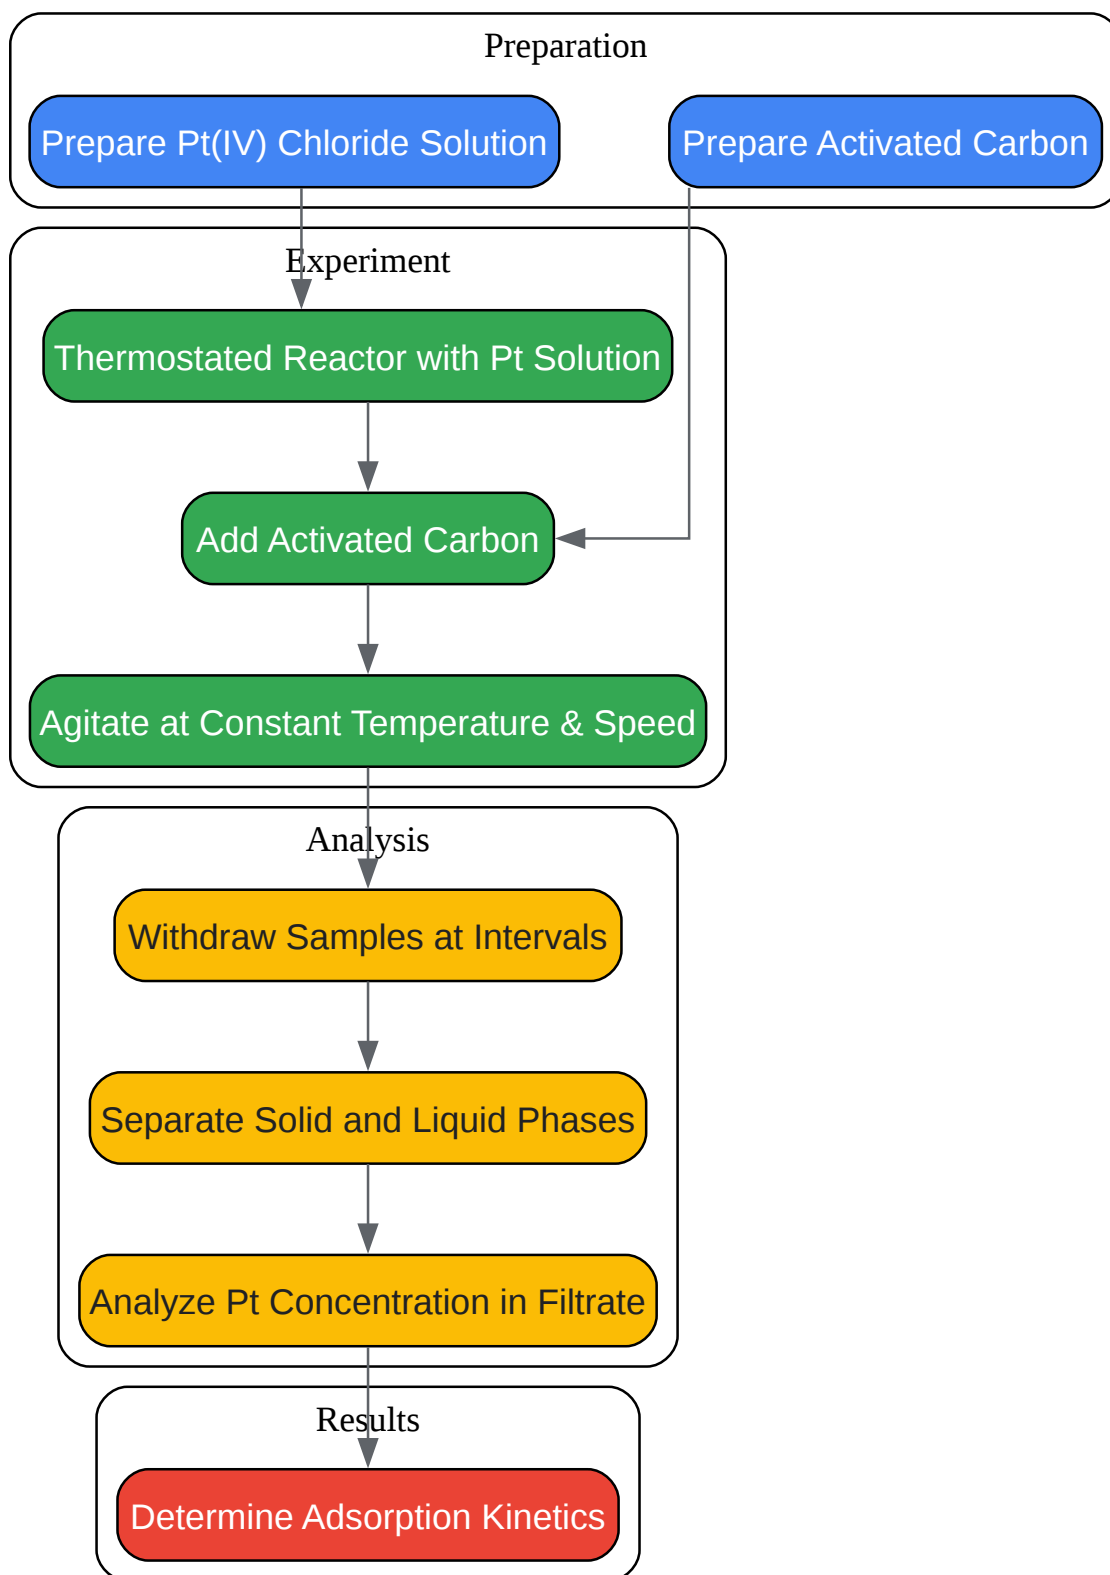 Preparation
Prepare Pt(IV) Chloride Solution
Prepare Activated Carbon
Experiment
Thermostated Reactor with Pt Solution
Add Activated Carbon
Agitate at Constant Temperature & Speed
Analysis
Withdraw Samples at Intervals
Separate Solid and Liquid Phases
Analyze Pt Concentration in Filtrate
Results
Determine Adsorption Kinetics